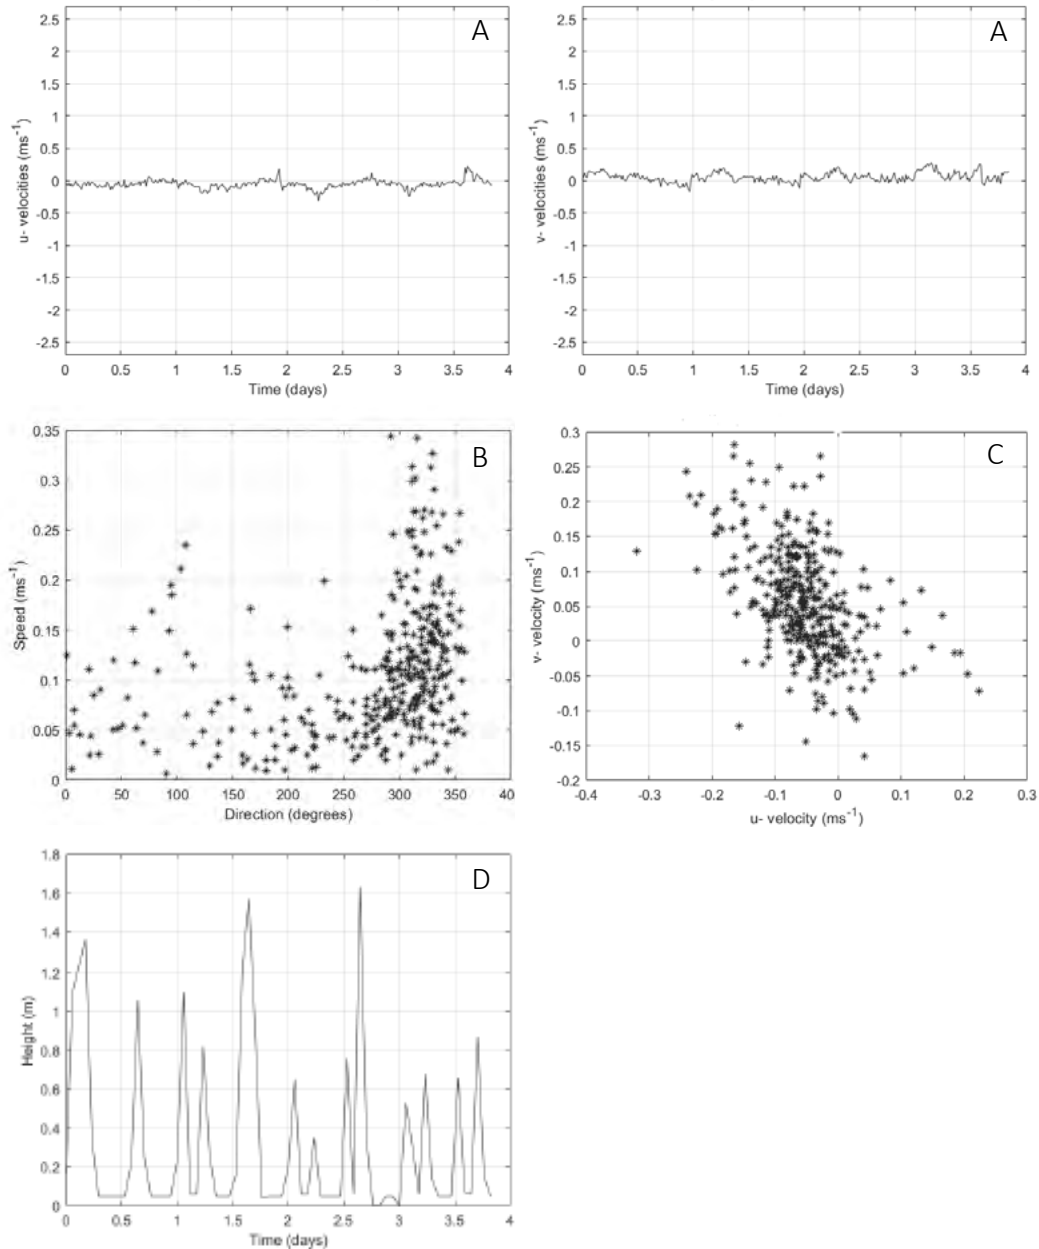 A
2.5
2
1.5
1
0.5
0
-0.5
-1
-1.5
-2
-2.5
u- velocities (ms⁻¹)
0 0.5 1 1.5 2 2.5 3 3.5 4
Time (days)
A
2.5
2
1.5
1
0.5
0
-0.5
-1
-1.5
-2
-2.5
v- velocities (ms⁻¹)
0 0.5 1 1.5 2 2.5 3 3.5 4
Time (days)
B
0.35
0.3
0.25
0.2
0.15
0.1
0.05
0
Speed (ms⁻¹)
0 50 100 150 200 250 300 350 400
Direction (degrees)
C
0.3
0.25
0.2
0.15
0.1
0.05
0
-0.05
-0.1
-0.15
-0.2
v- velocity (ms⁻¹)
-0.4 -0.3 -0.2 -0.1 0 0.1 0.2 0.3
u- velocity (ms⁻¹)
D
1.8
1.6
1.4
1.2
1
0.8
0.6
0.4
0.2
0
Height (m)
0 0.5 1 1.5 2 2.5 3 3.5 4
Time (days)